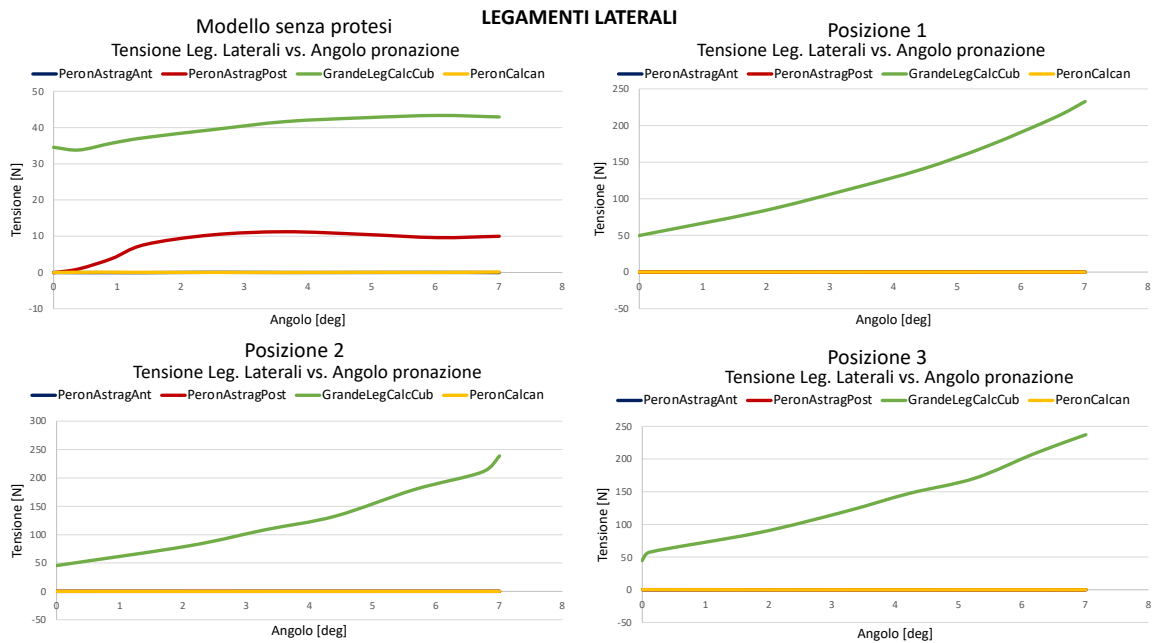 LEGAMENTI LATERALI
Modello senza protesi
Tensione Leg. Laterali vs. Angolo pronazione
PeronAstragAnt PeronAstragPost GrandeLegCalcCub PeronCalcan
50
40
30
20
10
0
-10
0 1 2 3 4 5 6 7 8
Tensione [N]
Angolo [deg]
Posizione 1
Tensione Leg. Laterali vs. Angolo pronazione
PeronAstragAnt PeronAstragPost GrandeLegCalcCub PeronCalcan
250
200
150
100
50
0
-50
0 1 2 3 4 5 6 7 8
Tensione [N]
Angolo [deg]
Posizione 2
Tensione Leg. Laterali vs. Angolo pronazione
PeronAstragAnt PeronAstragPost GrandeLegCalcCub PeronCalcan
300
250
200
150
100
50
0
-50
0 1 2 3 4 5 6 7 8
Tensione [N]
Angolo [deg]
Posizione 3
Tensione Leg. Laterali vs. Angolo pronazione
PeronAstragAnt PeronAstragPost GrandeLegCalcCub PeronCalcan
250
200
150
100
50
0
-50
0 1 2 3 4 5 6 7 8
Tensione [N]
Angolo [deg]